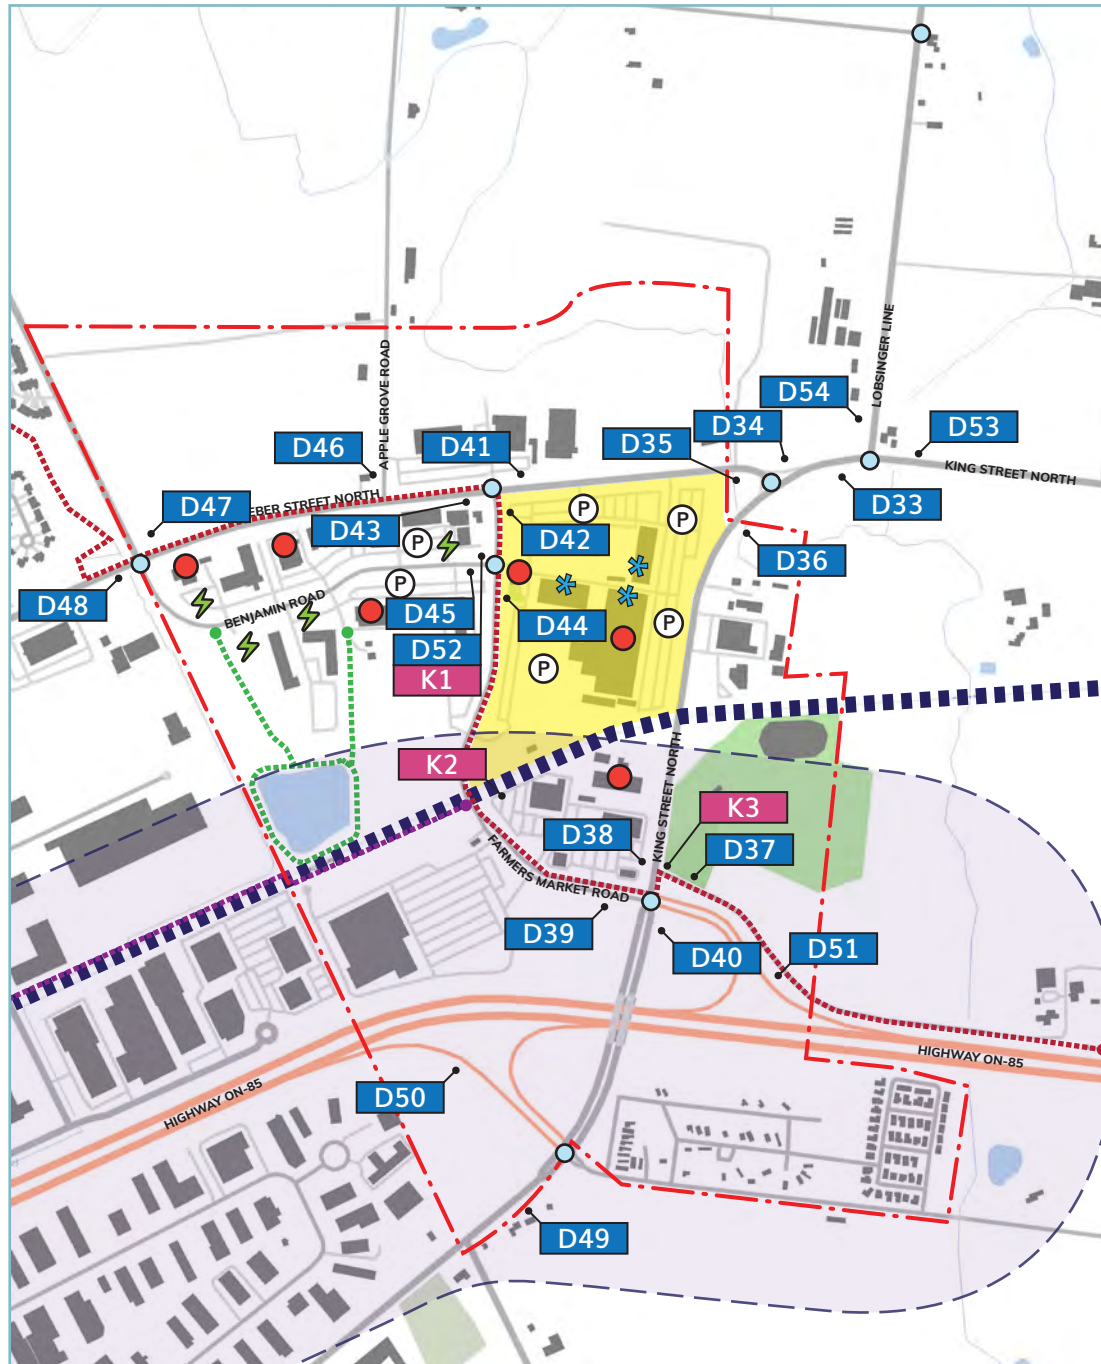 LOBSINGER LINE
APPLE GROVE ROAD
D54
D34
D53
D35
D41
D46
KING STREET NORTH
D47
EBER STREET NORTH
D33
P
P
D43
D42
P
D36
P
D48
BENJAMIN ROAD
D45
D44
P
D52
K1
P
K2
KING STREET NORTH
K3
D38
D37
FARMERS MARKET ROAD
D39
D40
D51
HIGHWAY ON-85
HIGHWAY ON-85
D50
D49